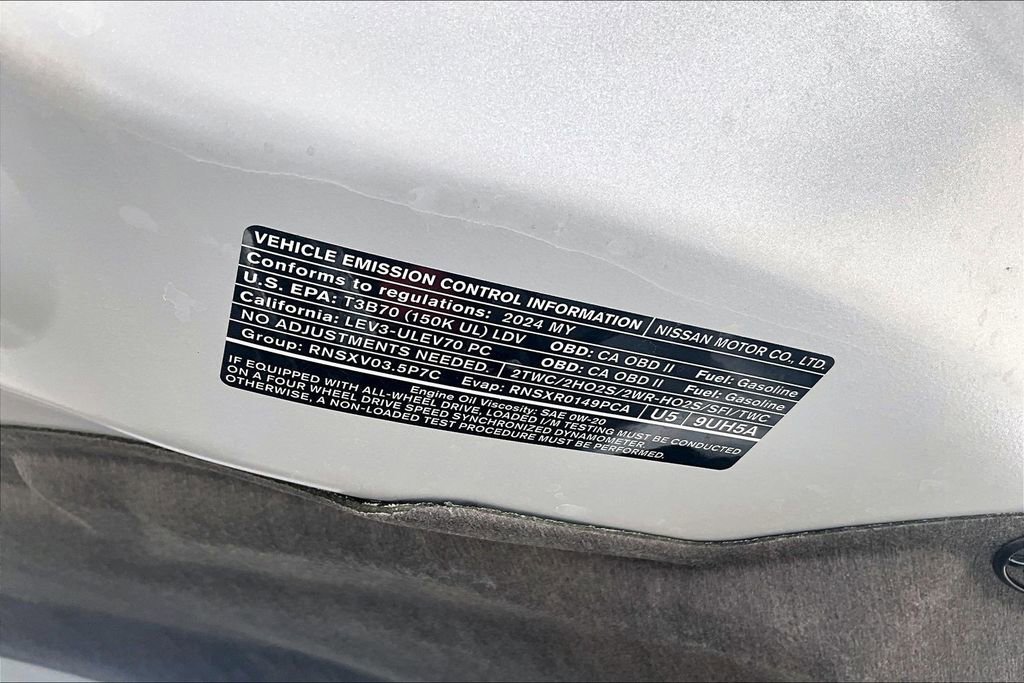 VEHICLE EMISSION CONTROL INFORMATION | NISSAN MOTOR CO., LTD.
Conforms to regulations: 2024 MY
U.S. EPA: T3B70 (150K UL) LDV OBD: CA OBD II Fuel: Gasoline
California: LEV3-ULEV70 PC OBD: CA OBD II Fuel: Gasoline
NO ADJUSTMENTS NEEDED. 2TWC/2HO2S/2WR-HO2S/SFI/TWC
Group: RNSXV03.5P7C Evap: RNSXR0149PCA U5 9UH5A
Engine Oil Viscosity: SAE 0W-20
IF EQUIPPED WITH ALL-WHEEL DRIVE, LOADED I/M TESTING MUST BE CONDUCTED
ON A FOUR WHEEL DRIVE SPEED SYNCHRONIZED DYNAMOMETER.
OTHERWISE, A NON-LOADED TEST PROCEDURE MUST BE PERFORMED.